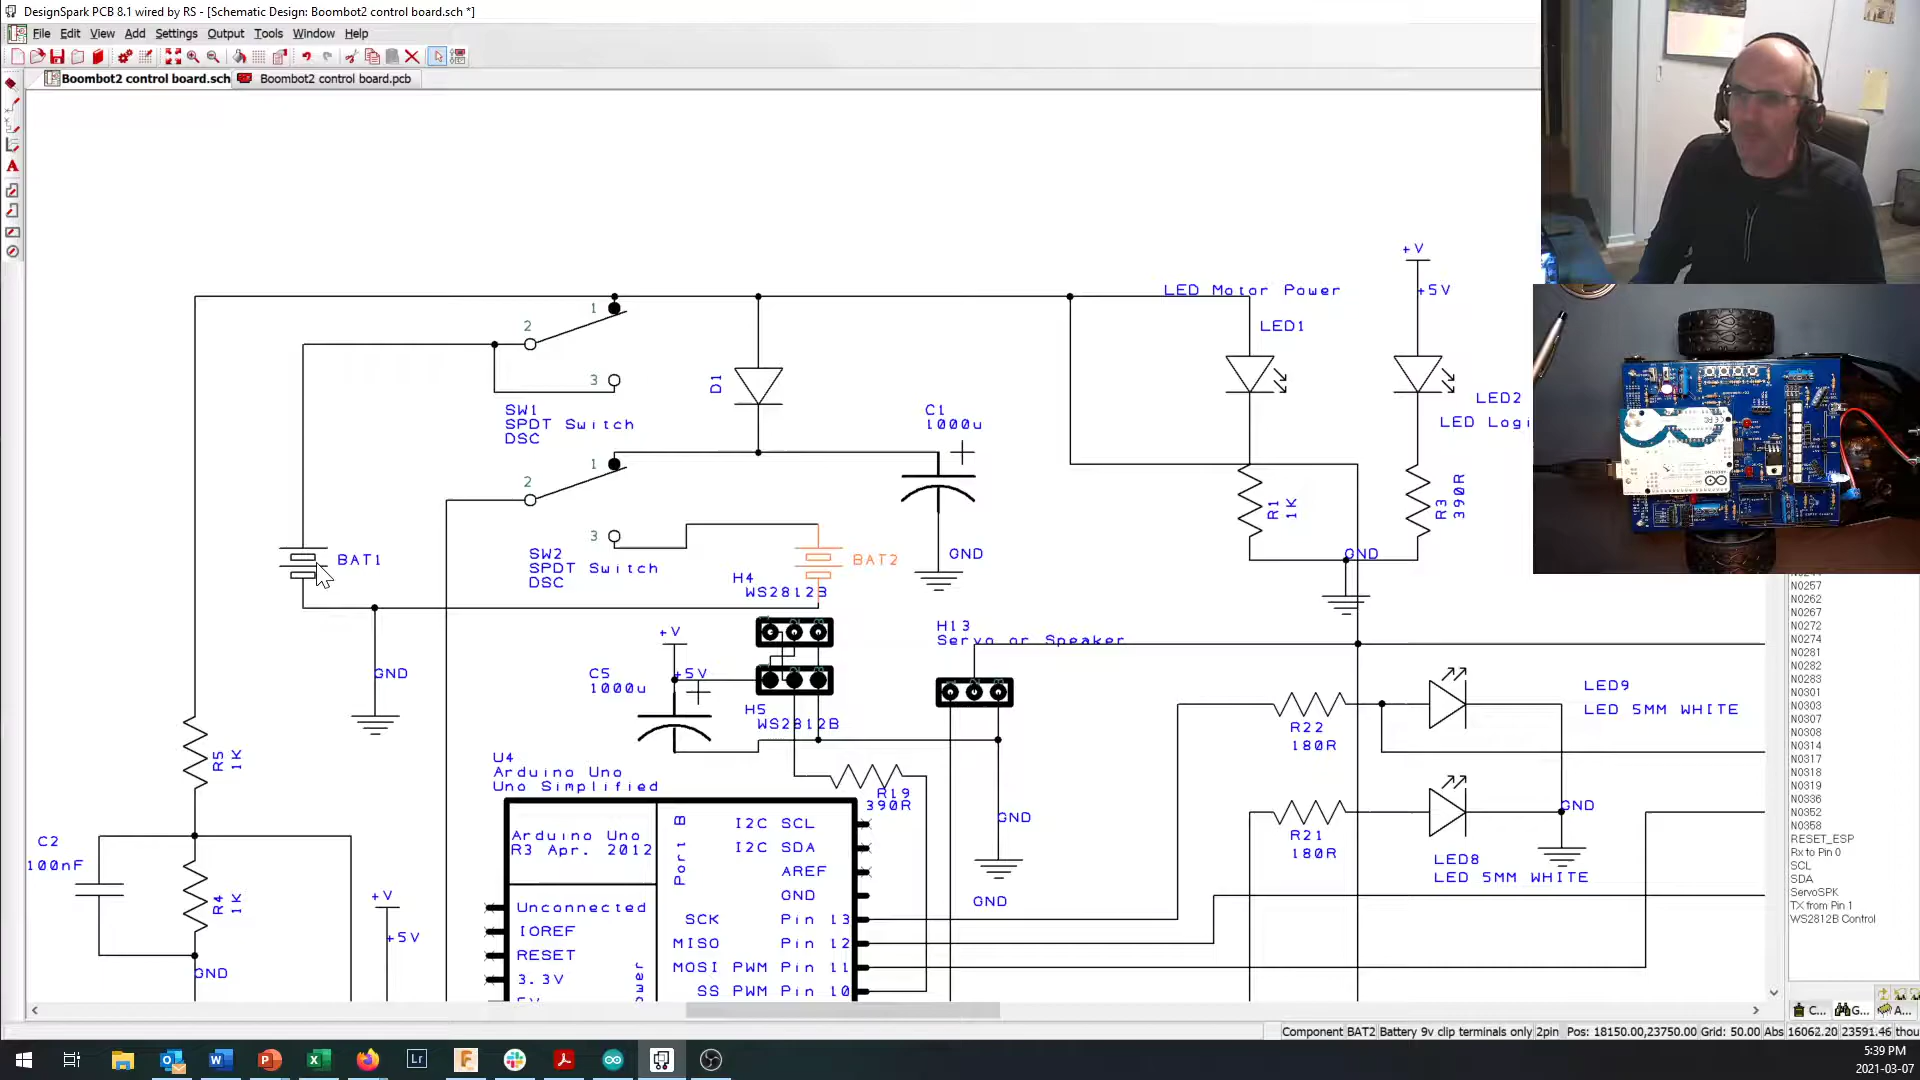 DesignSpark PCB 8.1 wired by RS - [Schematic Design: Boombot2 control board.sch *]
File Edit View Add Settings Output Tools Window Help
Boombot2 control board.sch Boombot2 control board.pcb
+V
+5V
LED Motor Power
LED1
1
2
3
SW1
SPDT Switch
DSC
D1
C1
1000u
LED2
LED Logi
1
2
3
SW2
SPDT Switch
DSC
R1
1K
R3
390R
BAT1
BAT2
GND
GND
H4
WS2812B
+V
+5V
H13
Servo or Speaker
GND
C5
1000u
H5
WS2812B
LED9
LED 5MM WHITE
R22
180R
R5
1K
U4
Arduino Uno
Uno Simplified
R19
390R
GND
GND
R21
180R
LED8
LED 5MM WHITE
C2
100nF
Arduino Uno
R3 Apr. 2012
Port B
I2C SCL
I2C SDA
AREF
GND
R4
1K
+V
+5V
GND
GND
Unconnected
IOREF
RESET
3.3V
SCK Pin 13
MISO Pin 12
MOSI PWM Pin 11
SS PWM Pin 10
N0257
N0262
N0267
N0272
N0274
N0281
N0282
N0283
N0301
N0303
N0307
N0308
N0314
N0317
N0318
N0319
N0336
N0352
N0358
RESET_ESP
Rx to Pin 0
SCL
SDA
ServoSPK
TX from Pin 1
WS2812B Control
C... G... A...
Component BAT2 Battery 9v clip terminals only 2pin Pos: 18150.00,23750.00 Grid: 50.00 Abs 16062.20 23591.46 thou
Lr
5:39 PM
2021-03-07